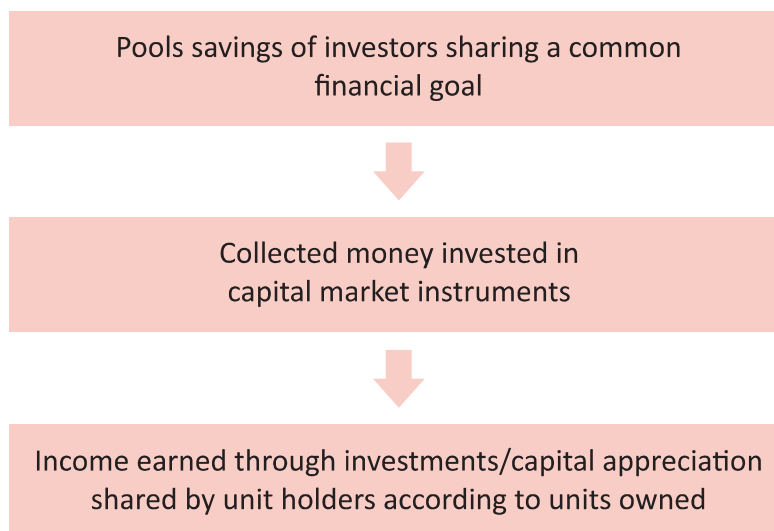 Pools savings of investors sharing a common
financial goal
Collected money invested in
capital market instruments
Income earned through investments/capital appreciation
shared by unit holders according to units owned